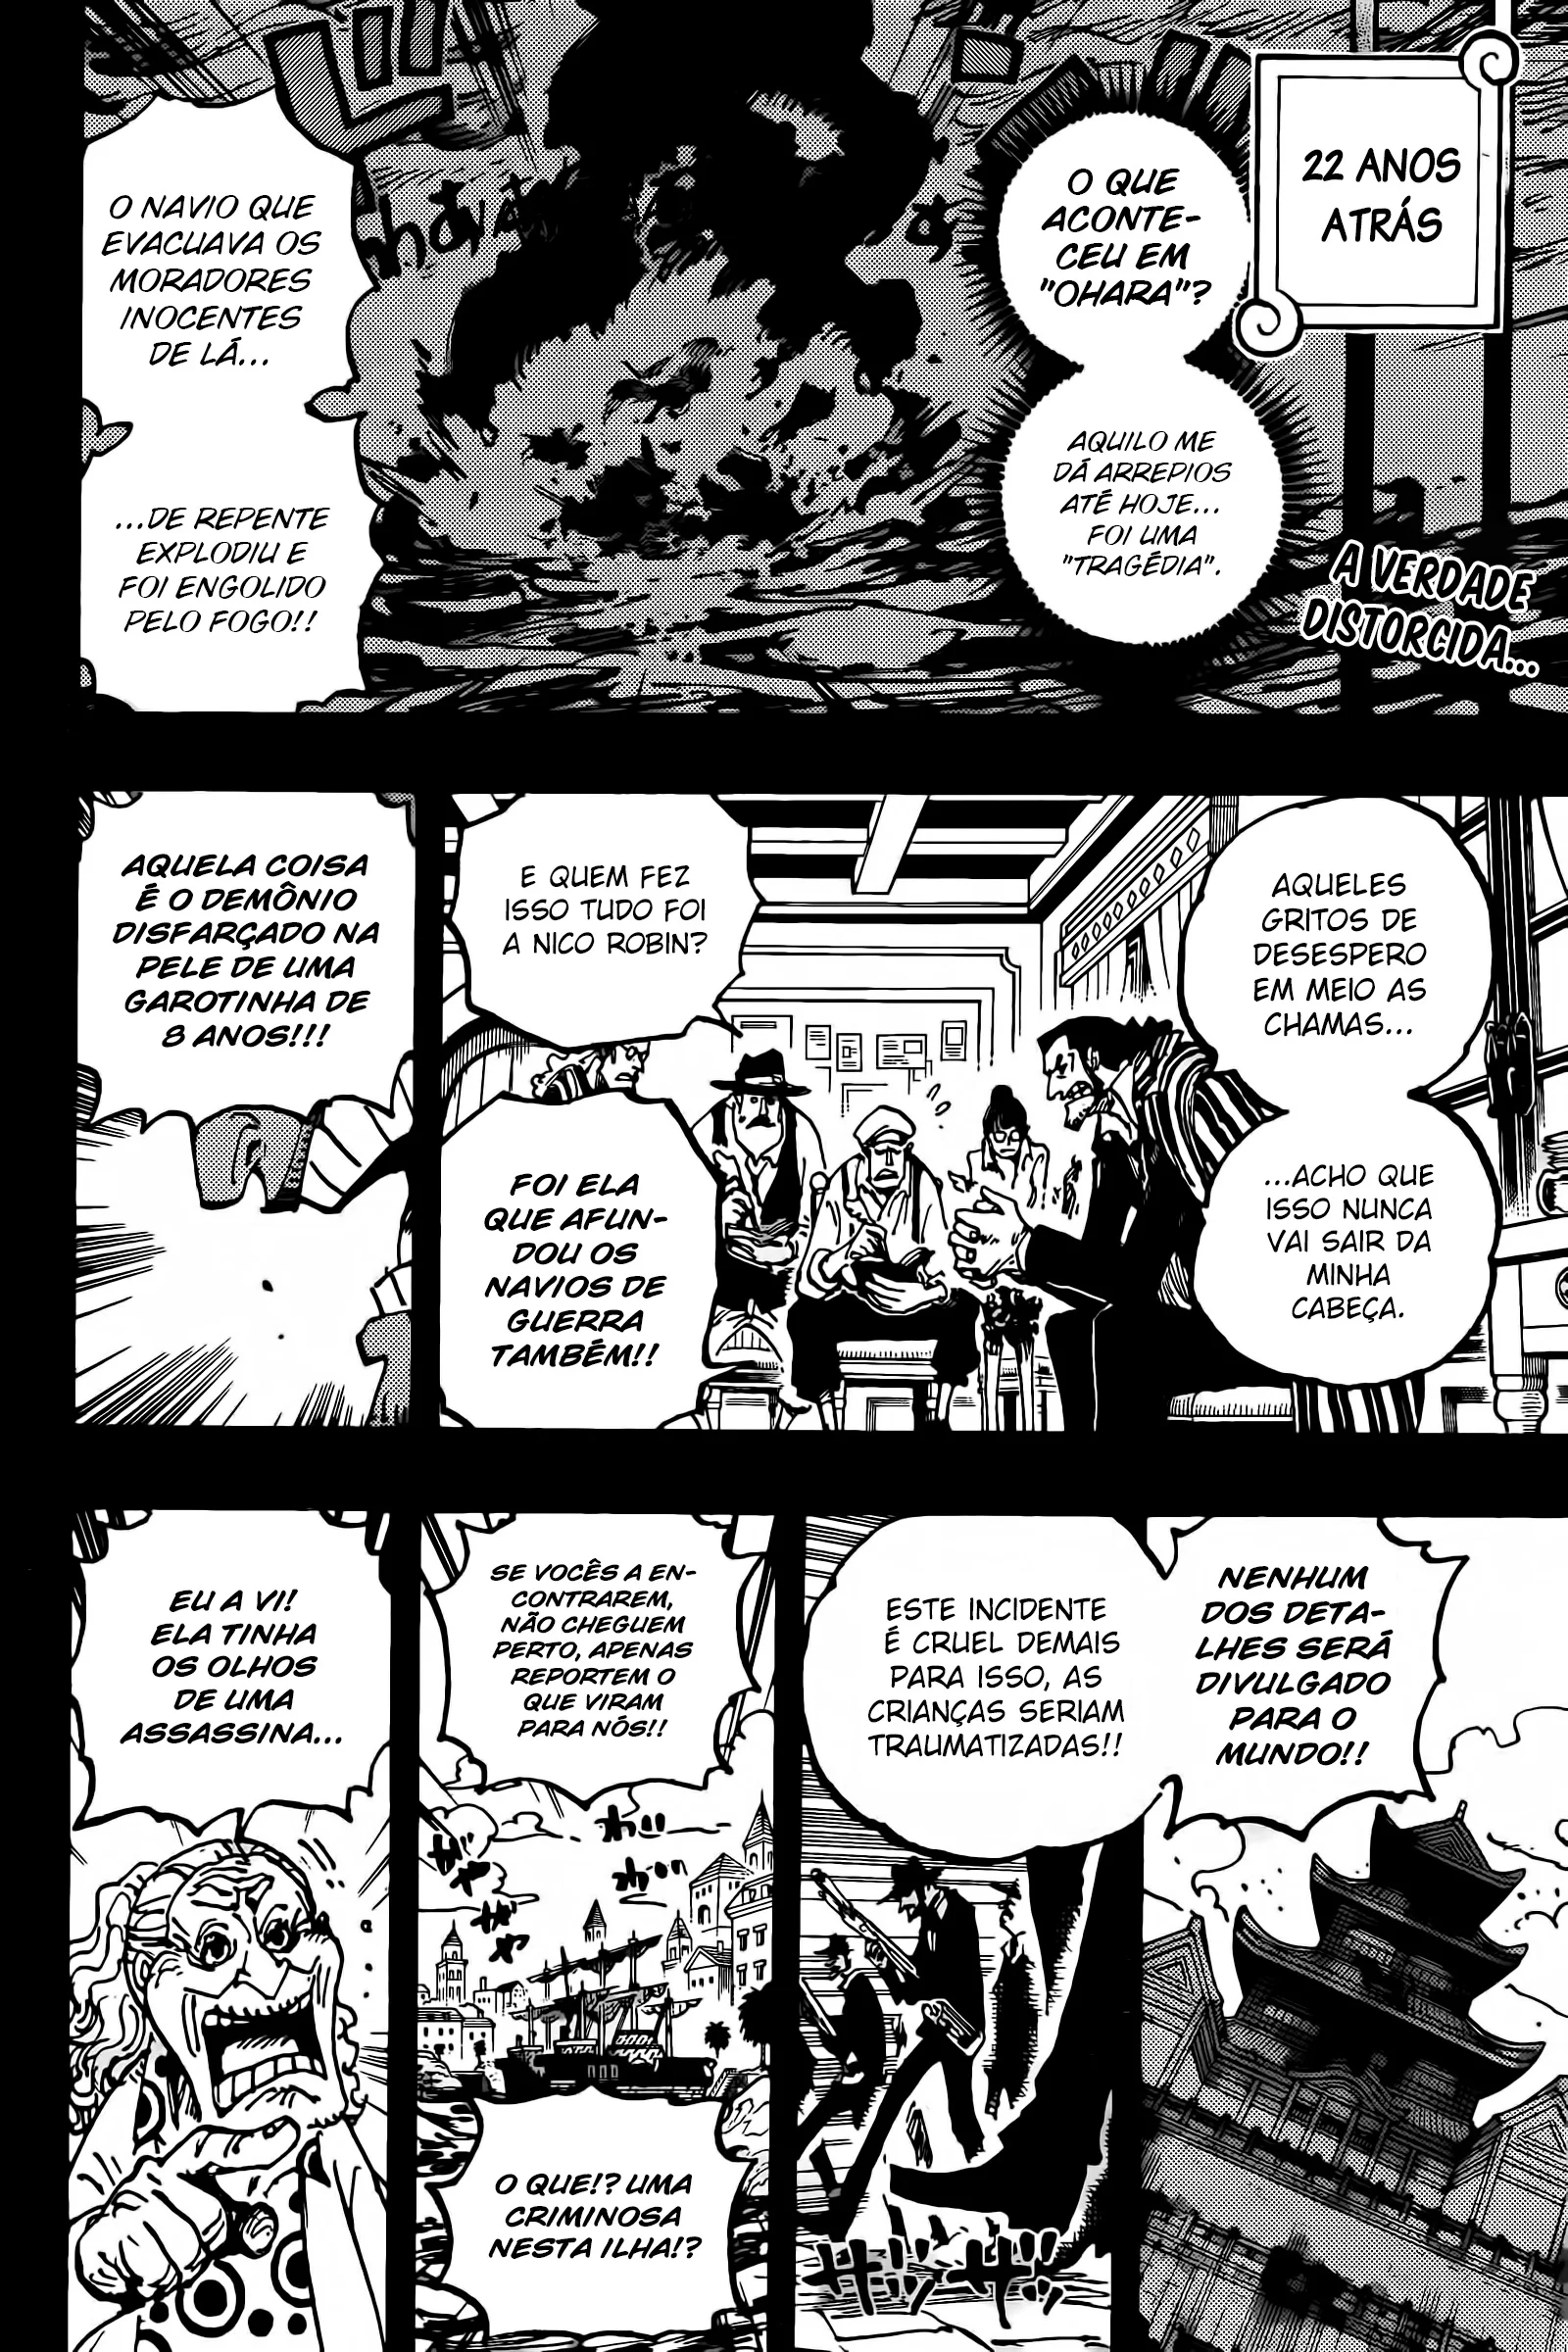 22 ANOS
ATRÁS
O QUE
ACONTE-
CEU EM
"OHARA"?
AQUILO ME
DÁ ARREPIOS
ATÉ HOJE...
FOI UMA
"TRAGÉDIA".
A VERDADE
DISTORCIDA...
O NAVIO QUE
EVACUAVA OS
MORADORES
INOCENTES
DE LÁ...
...DE REPENTE
EXPLODIU E
FOI ENGOLIDO
PELO FOGO!!
AQUELES
GRITOS DE
DESESPERO
EM MEIO AS
CHAMAS...
...ACHO QUE
ISSO NUNCA
VAI SAIR DA
MINHA
CABEÇA.
E QUEM FEZ
ISSO TUDO FOI
A NICO ROBIN?
FOI ELA
QUE AFUN-
DOU OS
NAVIOS DE
GUERRA
TAMBÉM!!
AQUELA COISA
É O DEMÔNIO
DISFARÇADO NA
PELE DE UMA
GAROTINHA DE
8 ANOS!!!
NENHUM
DOS DETA-
LHES SERÁ
DIVULGADO
PARA O
MUNDO!!
ESTE INCIDENTE
É CRUEL DEMAIS
PARA ISSO, AS
CRIANÇAS SERIAM
TRAUMATIZADAS!!
ザッ ザッ
SE VOCÊS A EN-
CONTRAREM,
NÃO CHEGUEM
PERTO, APENAS
REPORTEM O
QUE VIRAM
PARA NÓS!!
O QUE!? UMA
CRIMINOSA
NESTA ILHA!?
EU A VI!
ELA TINHA
OS OLHOS
DE UMA
ASSASSINA...